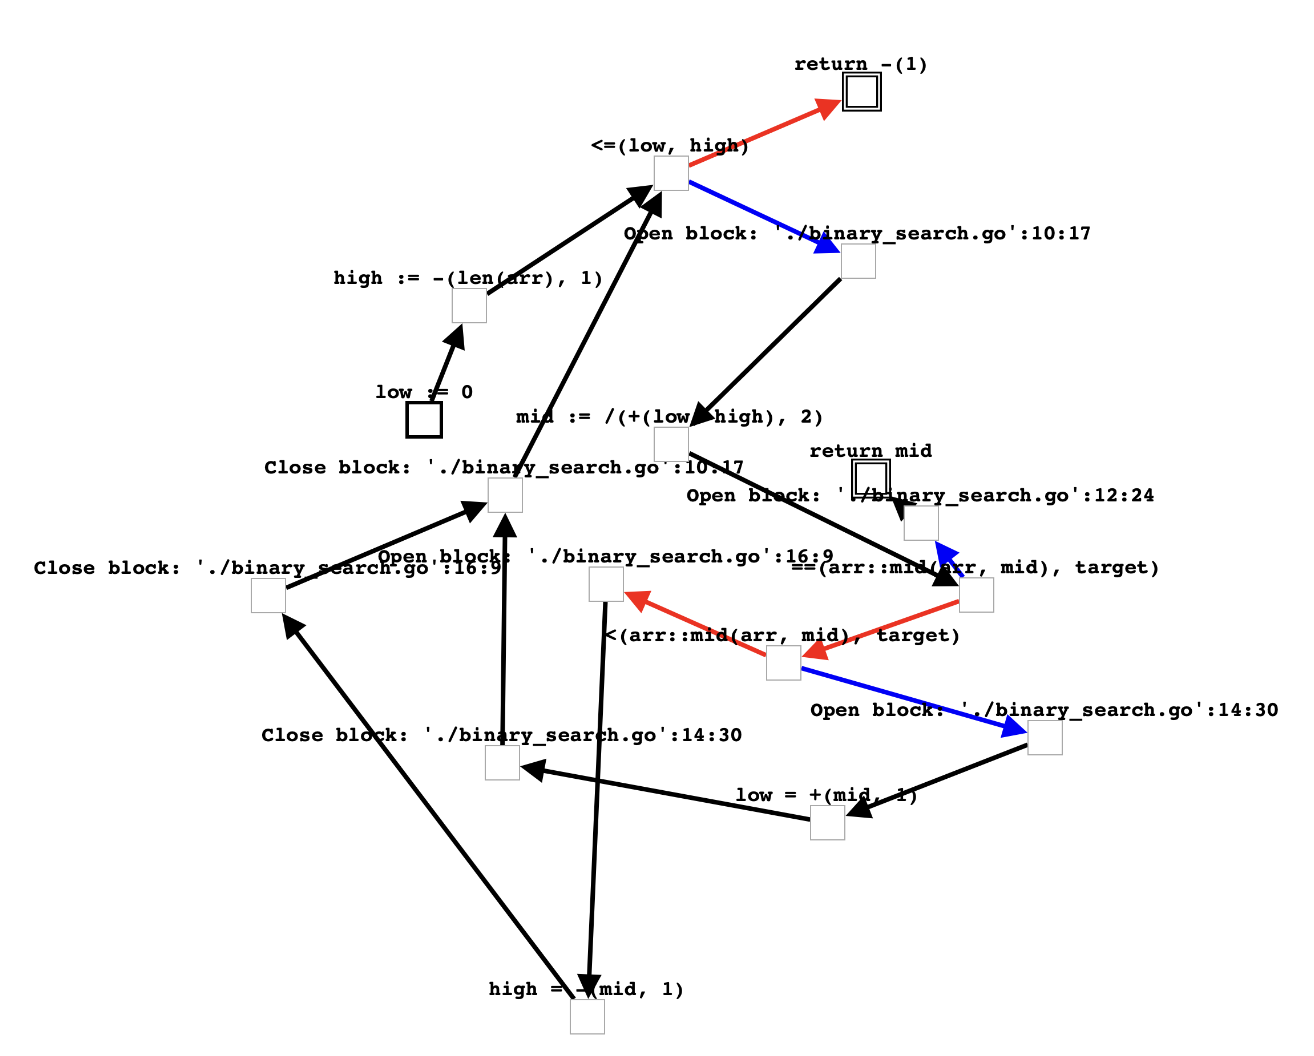 return -(1)
<=(low, high)
Open block: './binary_search.go':10:17
high := -(len(arr), 1)
low := 0
mid := /(+(low, high), 2)
return mid
Close block: './binary_search.go':10:17
Open block: './binary_search.go':12:24
Open block: './binary_search.go':16:9
Close block: './binary_search.go':16:9
==(arr::mid(arr, mid), target)
<(arr::mid(arr, mid), target)
Open block: './binary_search.go':14:30
Close block: './binary_search.go':14:30
low = +(mid, 1)
high = -(mid, 1)